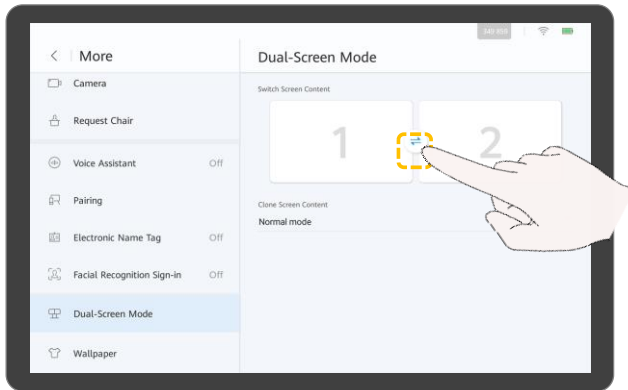 More
Dual-Screen Mode
Camera
Switch Screen Content
Request Chair
1
2
Voice Assistant Off
Pairing
Clone Screen Content
Normal mode
Electronic Name Tag Off
Facial Recognition Sign-in Off
Dual-Screen Mode
Wallpaper